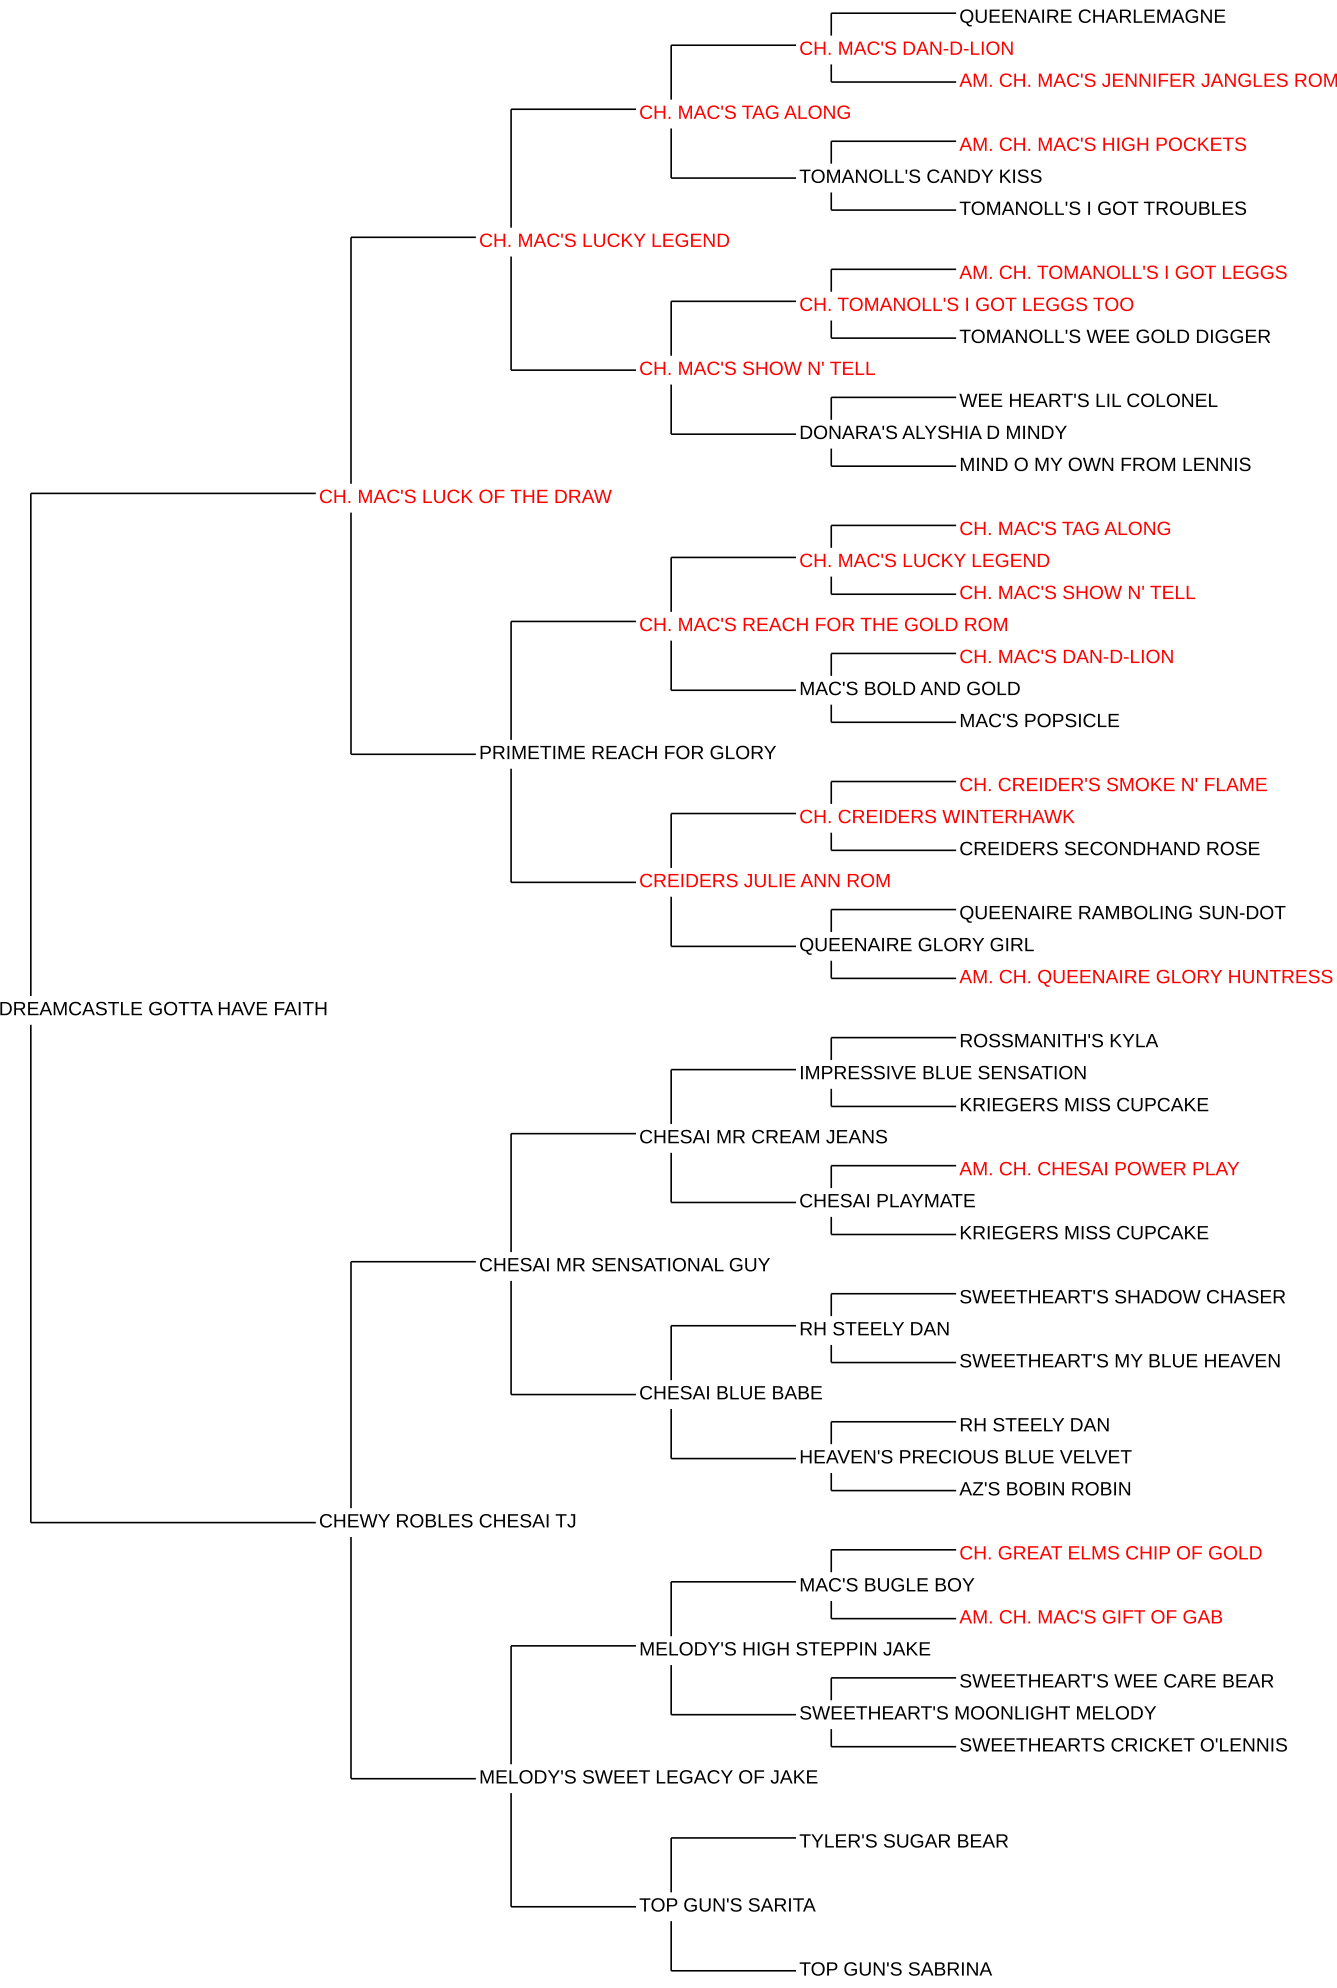 QUEENAIRE CHARLEMAGNE
CH. MAC'S DAN-D-LION
AM. CH. MAC'S JENNIFER JANGLES ROM
CH. MAC'S TAG ALONG
AM. CH. MAC'S HIGH POCKETS
TOMANOLL'S CANDY KISS
TOMANOLL'S I GOT TROUBLES
CH. MAC'S LUCKY LEGEND
AM. CH. TOMANOLL'S I GOT LEGGS
CH. TOMANOLL'S I GOT LEGGS TOO
TOMANOLL'S WEE GOLD DIGGER
CH. MAC'S SHOW N' TELL
WEE HEART'S LIL COLONEL
DONARA'S ALYSHIA D MINDY
MIND O MY OWN FROM LENNIS
CH. MAC'S LUCK OF THE DRAW
CH. MAC'S TAG ALONG
CH. MAC'S LUCKY LEGEND
CH. MAC'S SHOW N' TELL
CH. MAC'S REACH FOR THE GOLD ROM
CH. MAC'S DAN-D-LION
MAC'S BOLD AND GOLD
MAC'S POPSICLE
PRIMETIME REACH FOR GLORY
CH. CREIDER'S SMOKE N' FLAME
CH. CREIDERS WINTERHAWK
CREIDERS SECONDHAND ROSE
CREIDERS JULIE ANN ROM
QUEENAIRE RAMBOLING SUN-DOT
QUEENAIRE GLORY GIRL
AM. CH. QUEENAIRE GLORY HUNTRESS
DREAMCASTLE GOTTA HAVE FAITH
ROSSMANITH'S KYLA
IMPRESSIVE BLUE SENSATION
KRIEGERS MISS CUPCAKE
CHESAI MR CREAM JEANS
AM. CH. CHESAI POWER PLAY
CHESAI PLAYMATE
KRIEGERS MISS CUPCAKE
CHESAI MR SENSATIONAL GUY
SWEETHEART'S SHADOW CHASER
RH STEELY DAN
SWEETHEART'S MY BLUE HEAVEN
CHESAI BLUE BABE
RH STEELY DAN
HEAVEN'S PRECIOUS BLUE VELVET
AZ'S BOBIN ROBIN
CHEWY ROBLES CHESAI TJ
CH. GREAT ELMS CHIP OF GOLD
MAC'S BUGLE BOY
AM. CH. MAC'S GIFT OF GAB
MELODY'S HIGH STEPPIN JAKE
SWEETHEART'S WEE CARE BEAR
SWEETHEART'S MOONLIGHT MELODY
SWEETHEARTS CRICKET O'LENNIS
MELODY'S SWEET LEGACY OF JAKE
TYLER'S SUGAR BEAR
TOP GUN'S SARITA
TOP GUN'S SABRINA